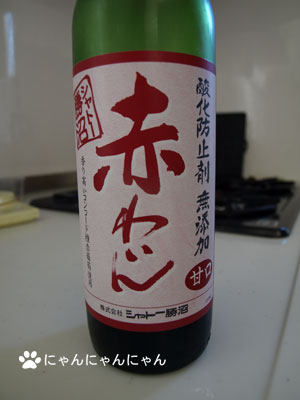 酸化防止剤 無添加
シャトー
勝沼
赤わいん
甘口
株式会社 シャトー勝沼
にゃんにゃんにゃん